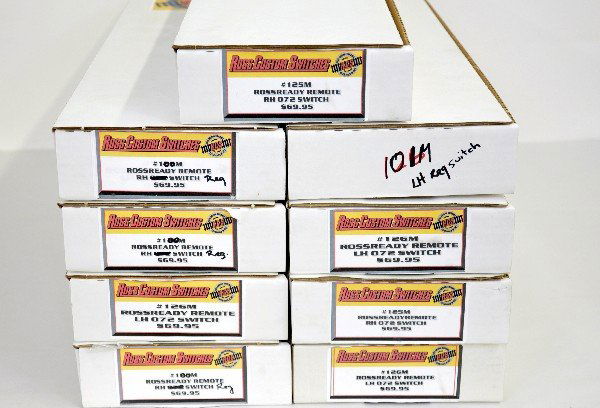 ROSS CUSTOM SWITCHES
#125M
ROSSREADY REMOTE
RH 072 SWITCH
$69.95
ROSS CUSTOM SWITCHES
#100M
ROSSREADY REMOTE
RH SWITCH Reg
$69.95
LH Reg Switch
ROSS CUSTOM SWITCHES
#100M
ROSSREADY REMOTE
RH SWITCH Reg.
$69.95
ROSS CUSTOM SWITCHES
#126M
ROSSREADY REMOTE
LH 072 SWITCH
$69.95
ROSS CUSTOM SWITCHES
#126M
ROSSREADY REMOTE
LH 072 SWITCH
$69.95
ROSS CUSTOM SWITCHES
#125M
ROSSREADY REMOTE
RH 072 SWITCH
$69.95
ROSS CUSTOM SWITCHES
#100M
ROSSREADY REMOTE
RH SWITCH Reg
$69.95
ROSS CUSTOM SWITCHES
#126M
ROSSREADY REMOTE
LH 072 SWITCH
$69.95